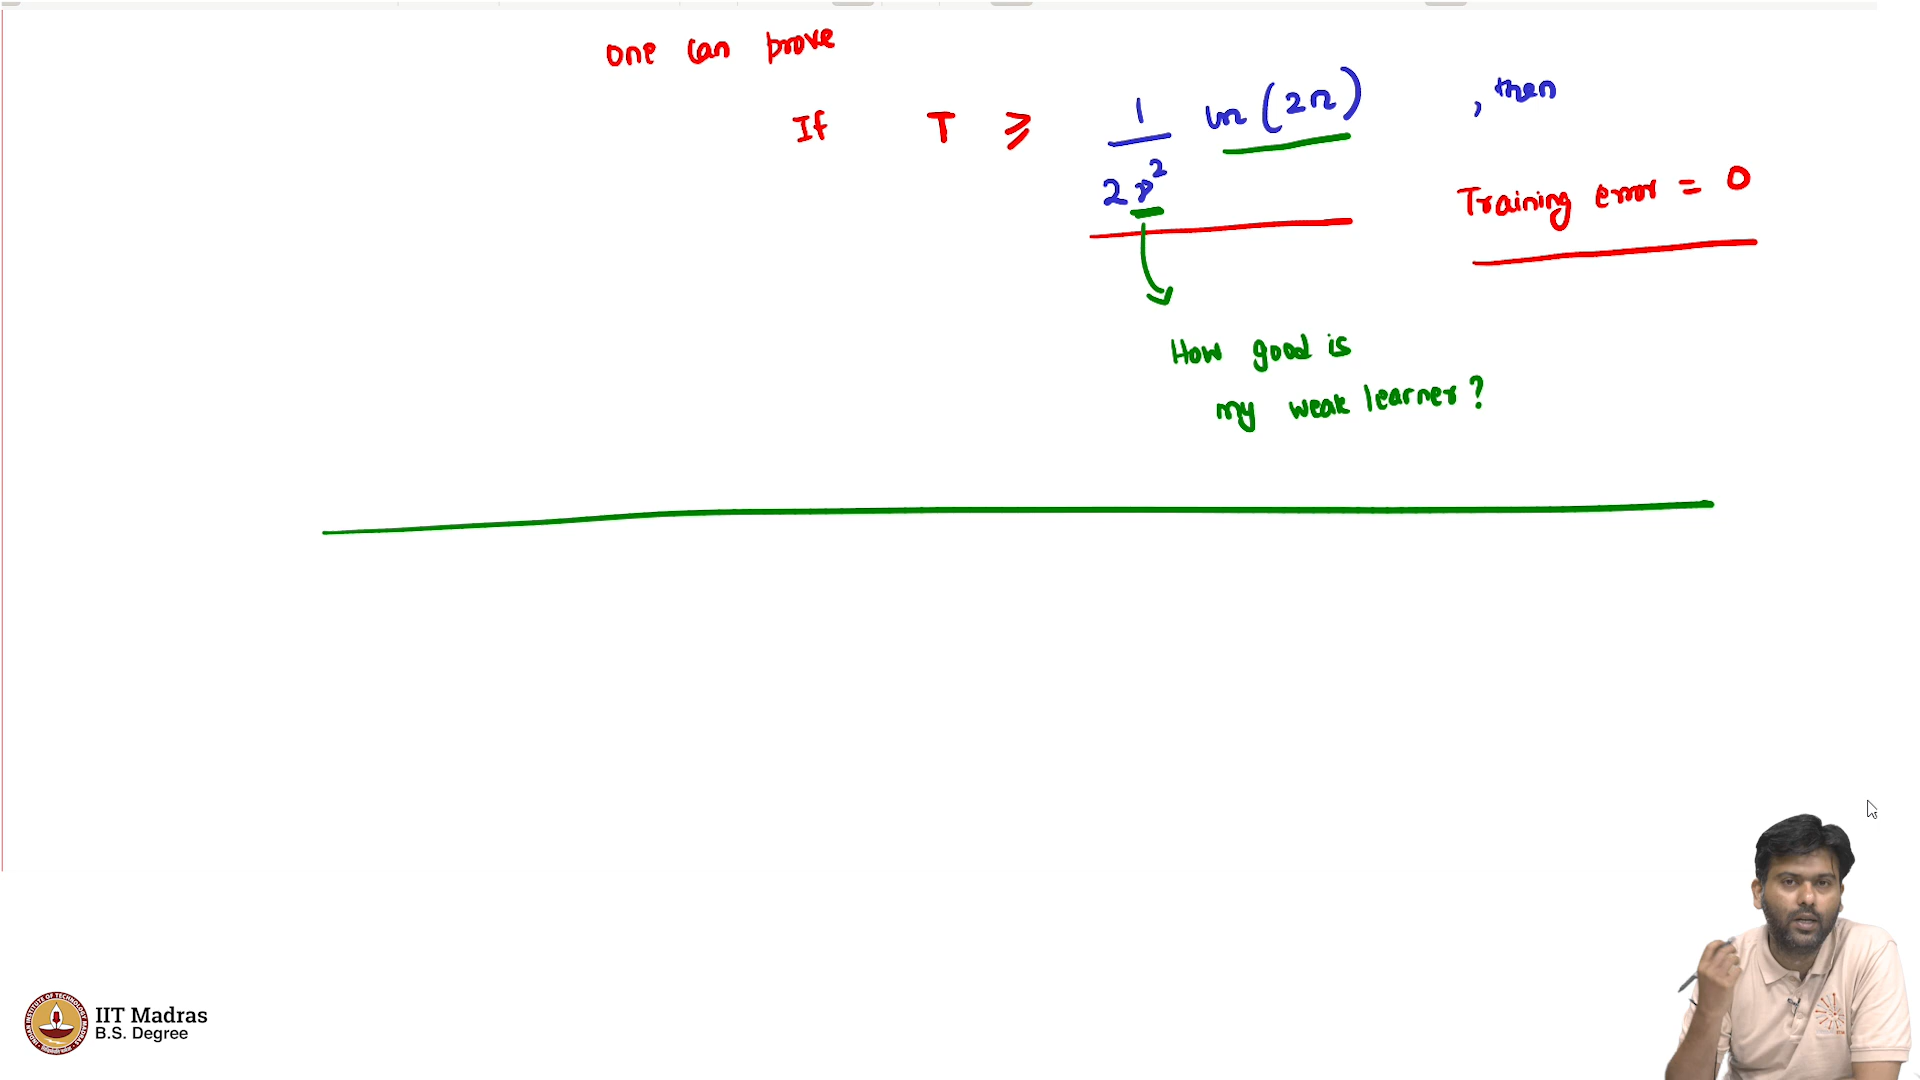 One can prove
If T ≥ 1/(2γ²) ln(2n), then
Training error = 0
How good is
my weak learner?
IIT Madras
B.S. Degree